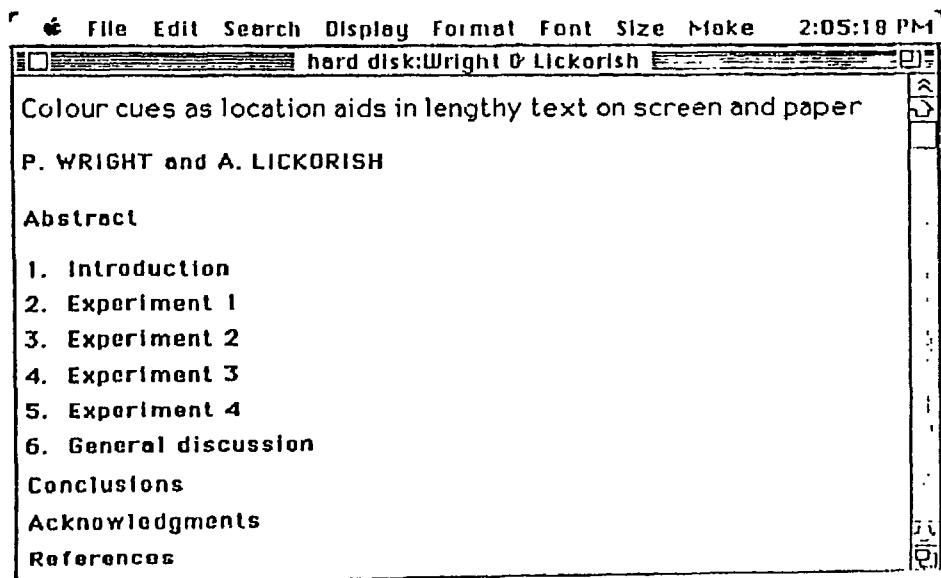 File Edit Search Display Format Font Size Make 2:05:18 PM
hard disk:Wright & Lickorish
Colour cues as location aids in lengthy text on screen and paper
P. WRIGHT and A. LICKORISH
Abstract
1. Introduction
2. Experiment 1
3. Experiment 2
4. Experiment 3
5. Experiment 4
6. General discussion
Conclusions
Acknowledgments
References